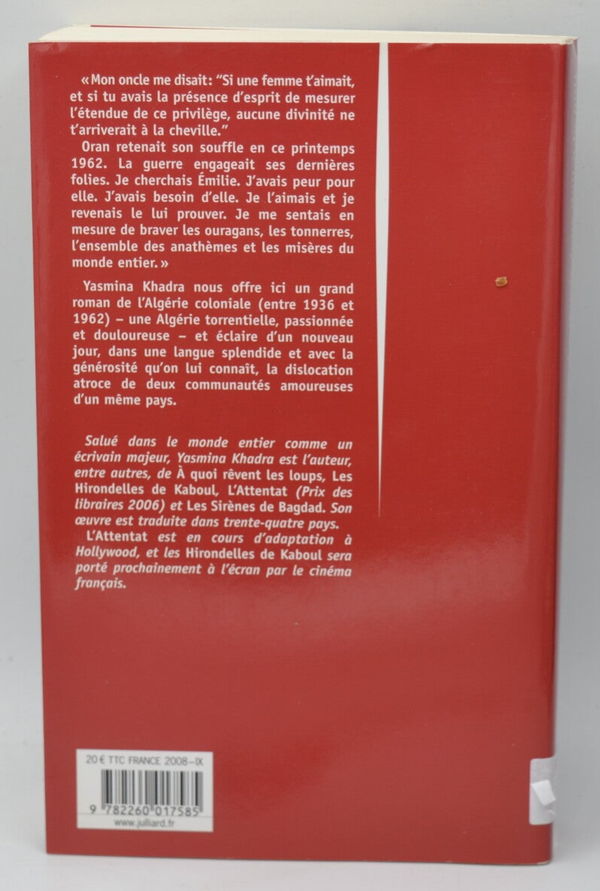 « Mon oncle me disait : “Si une femme t’aimait,
et si tu avais la présence d’esprit de mesurer
l’étendue de ce privilège, aucune divinité ne
t’arriverait à la cheville.”
Oran retenait son souffle en ce printemps
1962. La guerre engageait ses dernières
folies. Je cherchais Émilie. J’avais peur pour
elle. J’avais besoin d’elle. Je l’aimais et je
revenais le lui prouver. Je me sentais en
mesure de braver les ouragans, les tonnerres,
l’ensemble des anathèmes et les misères du
monde entier. »
Yasmina Khadra nous offre ici un grand
roman de l’Algérie coloniale (entre 1936 et
1962) – une Algérie torrentielle, passionnée
et douloureuse – et éclaire d’un nouveau
jour, dans une langue splendide et avec la
générosité qu’on lui connaît, la dislocation
atroce de deux communautés amoureuses
d’un même pays.
Salué dans le monde entier comme un
écrivain majeur, Yasmina Khadra est l’auteur,
entre autres, de À quoi rêvent les loups, Les
Hirondelles de Kaboul, L’Attentat (Prix des
libraires 2006) et Les Sirènes de Bagdad. Son
œuvre est traduite dans trente-quatre pays.
L’Attentat est en cours d’adaptation à
Hollywood, et les Hirondelles de Kaboul sera
porté prochainement à l’écran par le cinéma
français.
20 € TTC FRANCE 2008-IX
9 782260 017585
www.julliard.fr